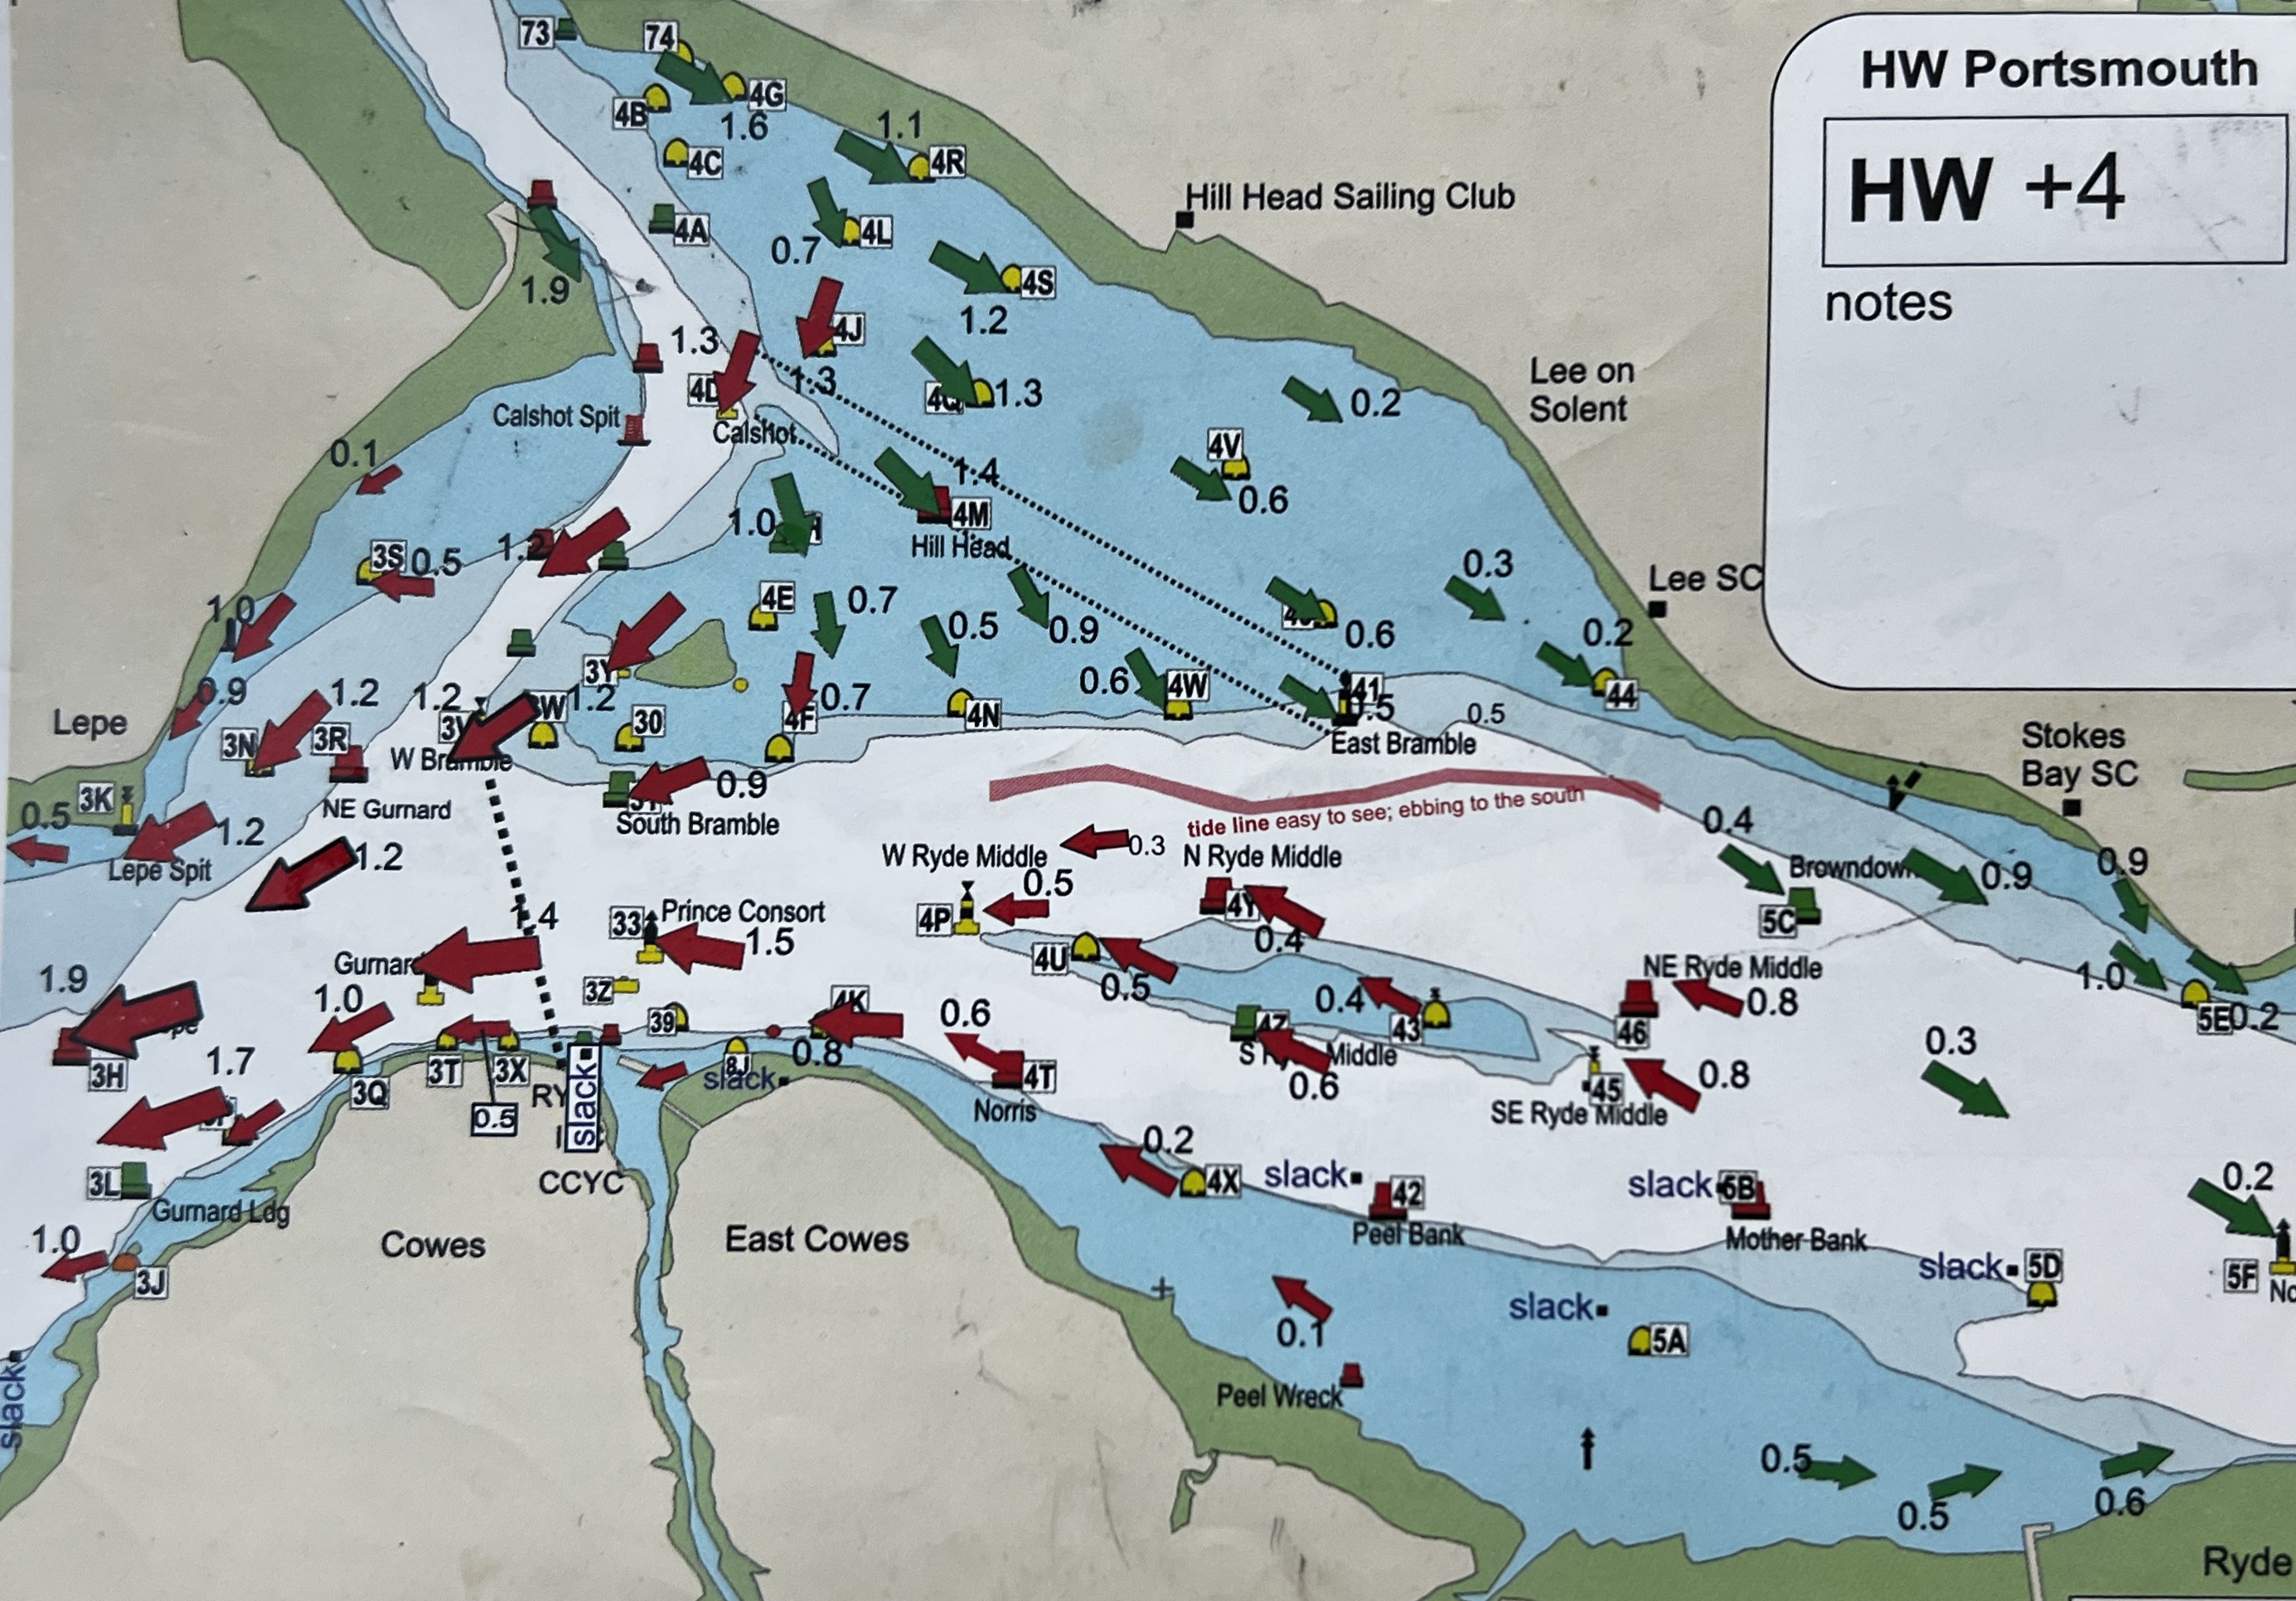 HW Portsmouth
HW +4
notes
73
74
4G
4B
1.6
1.1
4C
4R
Hill Head Sailing Club
4A
4L
0.7
4S
1.9
1.2
4J
1.3
1.3
Lee on
Solent
1.3
0.2
Calshot Spit
Calshot
4V
0.1
1.4
0.6
4M
1.0
Hill Head
3S
0.5
1.2
0.3
Lee SC
4E
0.7
0.5
0.9
1.0
0.6
0.2
3Y
0.9
1.2
1.2
1.2
30
4F
0.7
0.6
4W
4N
41
0.5
0.5
44
Lepe
3N
3R
W Bramble
East Bramble
Stokes
Bay SC
NE Gurnard
0.9
South Bramble
3K
0.5
1.2
Lepe Spit
1.2
tide line easy to see; ebbing to the south
0.4
W Ryde Middle
0.3
N Ryde Middle
Browndown
0.9
0.9
0.5
4P
4Y
0.4
5C
33
Prince Consort
1.4
1.5
4U
0.5
Gurnard
1.9
NE Ryde Middle
1.0
3Z
0.4
0.8
1.0
39
4K
0.6
43
46
5E
0.2
4Z
0.3
3H
1.7
3Q
3T
3X
0.5
slack
8J
slack
0.8
4T
Norris
S Ryde Middle
0.6
45
SE Ryde Middle
0.8
CCYC
0.2
4X
slack
42
Peel Bank
slack
5B
Mother Bank
0.2
3L
Gurnard Ldg
1.0
3J
Cowes
East Cowes
slack
5D
5F
0.1
slack
5A
slack
Peel Wreck
0.5
0.5
0.6
Ryde